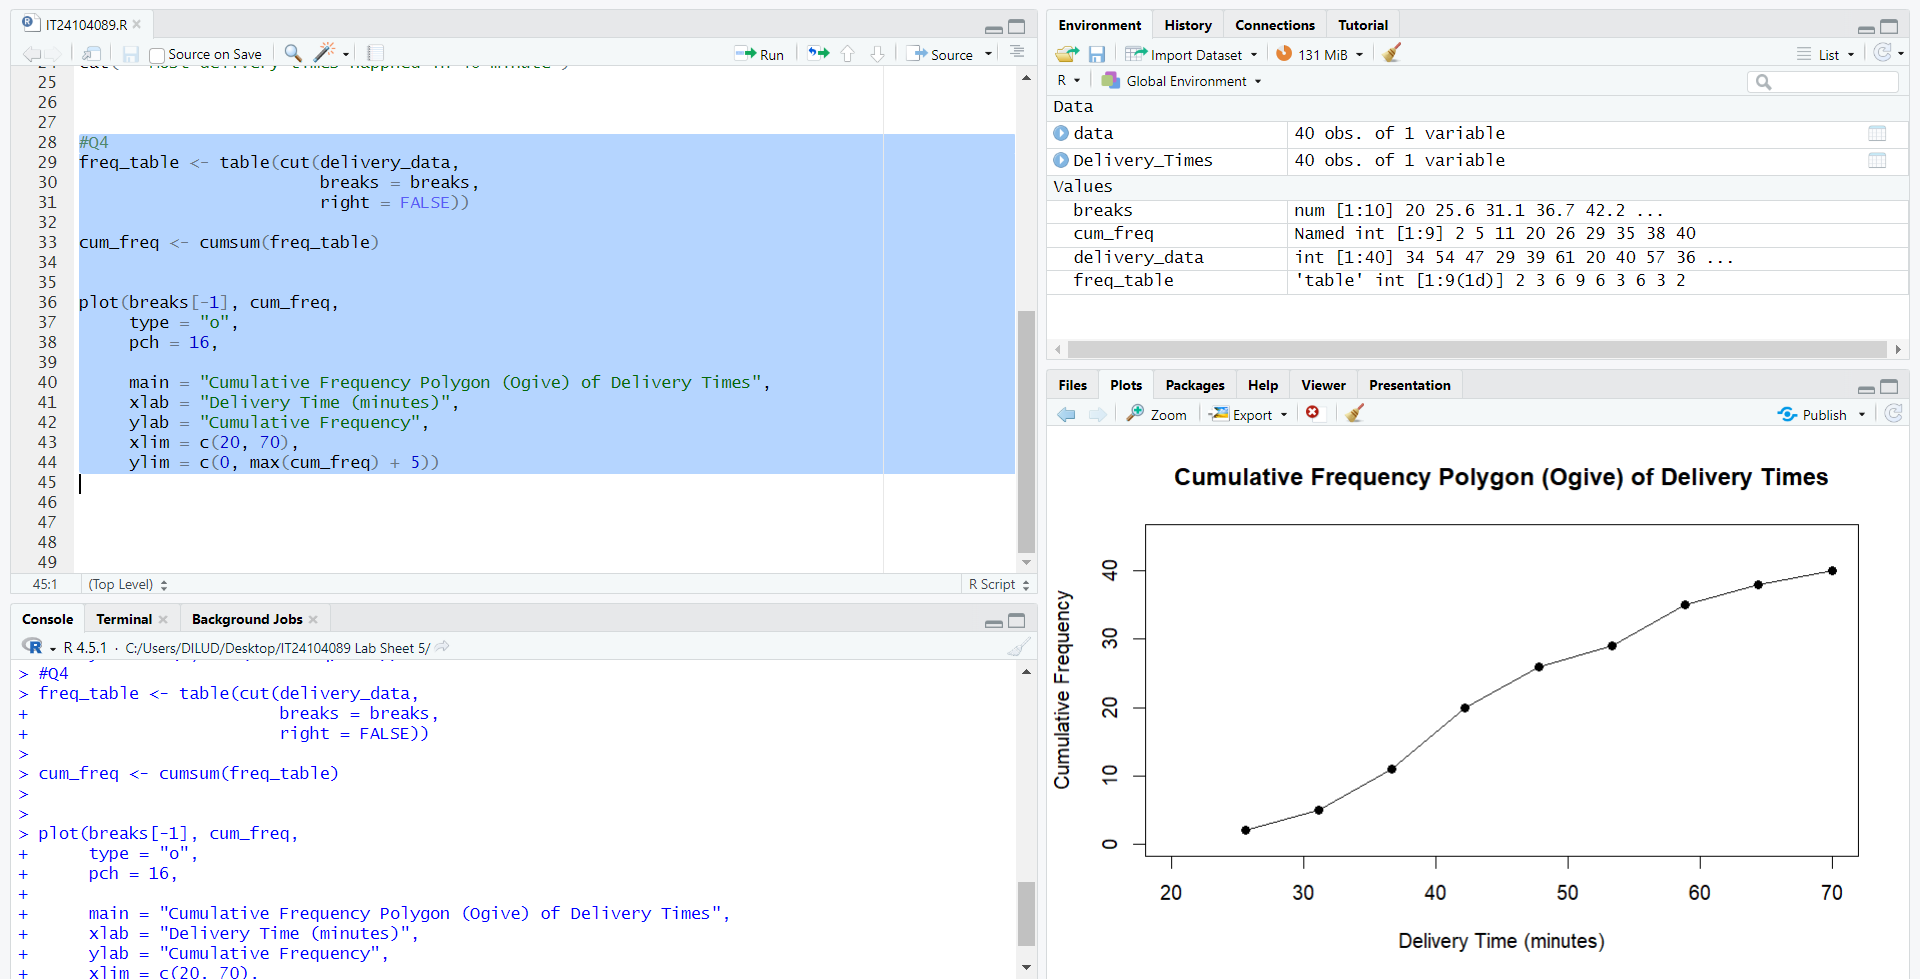 IT24104089.R
Source on Save
Run
Source
25
26
27
28 #Q4
29 freq_table <- table(cut(delivery_data,
30 breaks = breaks,
31 right = FALSE))
32
33 cum_freq <- cumsum(freq_table)
34
35
36 plot(breaks[-1], cum_freq,
37 type = "o",
38 pch = 16,
39
40 main = "Cumulative Frequency Polygon (Ogive) of Delivery Times",
41 xlab = "Delivery Time (minutes)",
42 ylab = "Cumulative Frequency",
43 xlim = c(20, 70),
44 ylim = c(0, max(cum_freq) + 5))
45
46
47
48
49
45:1 (Top Level) R Script
Console Terminal Background Jobs
R 4.5.1 · C:/Users/DILUD/Desktop/IT24104089 Lab Sheet 5/
> #Q4
> freq_table <- table(cut(delivery_data,
+ breaks = breaks,
+ right = FALSE))
>
> cum_freq <- cumsum(freq_table)
>
>
> plot(breaks[-1], cum_freq,
+ type = "o",
+ pch = 16,
+
+ main = "Cumulative Frequency Polygon (Ogive) of Delivery Times",
+ xlab = "Delivery Time (minutes)",
+ ylab = "Cumulative Frequency",
+ xlim = c(20, 70),
Environment History Connections Tutorial
Import Dataset 131 MiB List
R Global Environment
Data
data 40 obs. of 1 variable
Delivery_Times 40 obs. of 1 variable
Values
breaks num [1:10] 20 25.6 31.1 36.7 42.2 ...
cum_freq Named int [1:9] 2 5 11 20 26 29 35 38 40
delivery_data int [1:40] 34 54 47 29 39 61 20 40 57 36 ...
freq_table 'table' int [1:9(1d)] 2 3 6 9 6 3 6 3 2
Files Plots Packages Help Viewer Presentation
Zoom Export Publish
Cumulative Frequency Polygon (Ogive) of Delivery Times
Cumulative Frequency
40
30
20
10
0
20 30 40 50 60 70
Delivery Time (minutes)